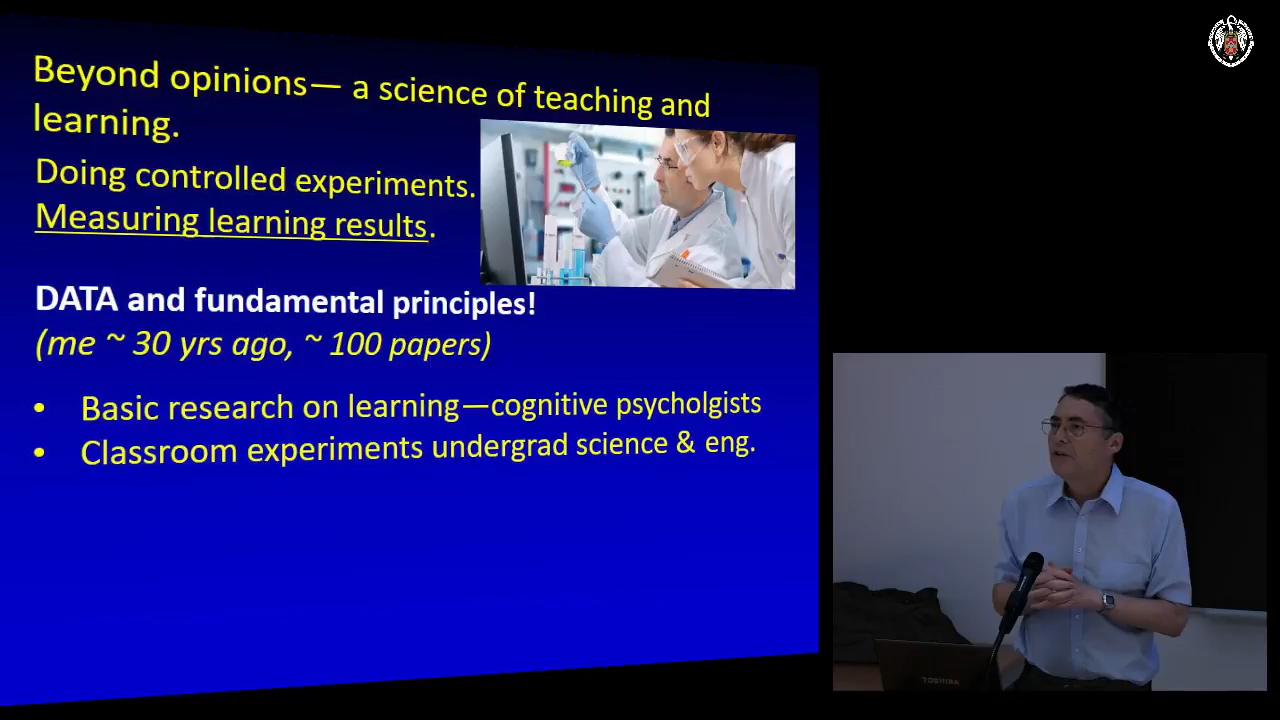 Beyond opinions— a science of teaching and
learning.
Doing controlled experiments.
Measuring learning results.
DATA and fundamental principles!
(me ~ 30 yrs ago, ~ 100 papers)
• Basic research on learning—cognitive psycholgists
• Classroom experiments undergrad science & eng.